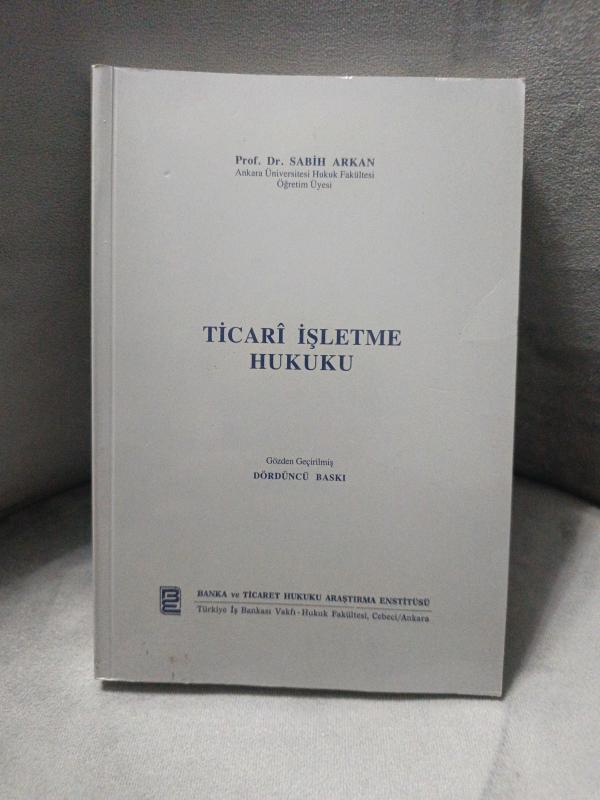 Prof. Dr. SABİH ARKAN
Ankara Üniversitesi Hukuk Fakültesi
Öğretim Üyesi
TİCARÎ İŞLETME
HUKUKU
Gözden Geçirilmiş
DÖRDÜNCÜ BASKI
BANKA ve TİCARET HUKUKU ARAŞTIRMA ENSTİTÜSÜ
Türkiye İş Bankası Vakfı - Hukuk Fakültesi, Cebeci/Ankara